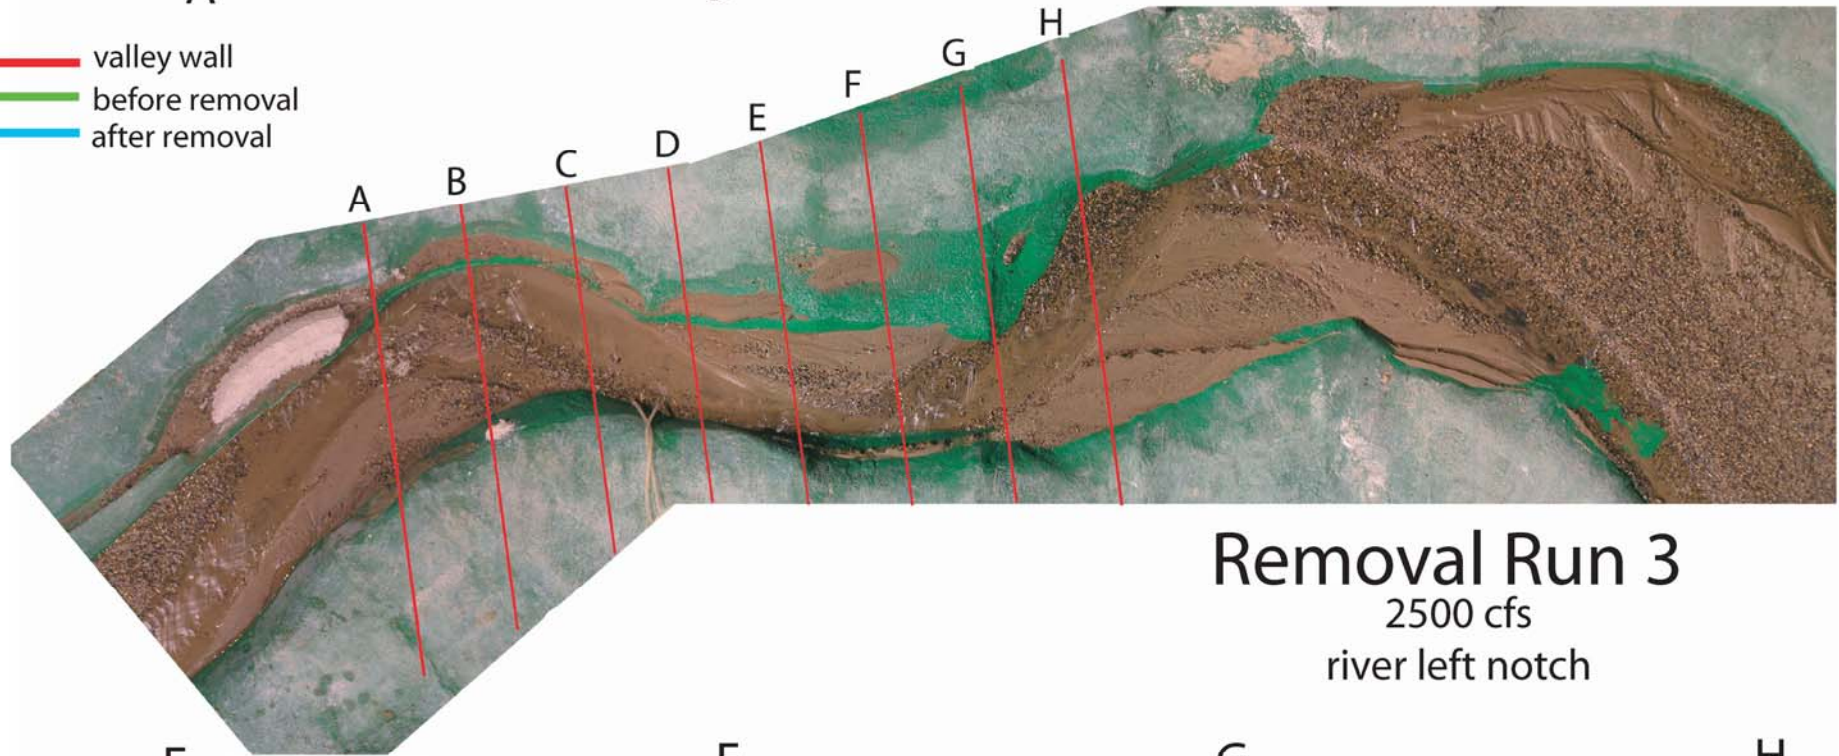 A
valley wall
before removal
after removal
A
B
C
D
E
F
G
H
Removal Run 3
2500 cfs
river left notch
H